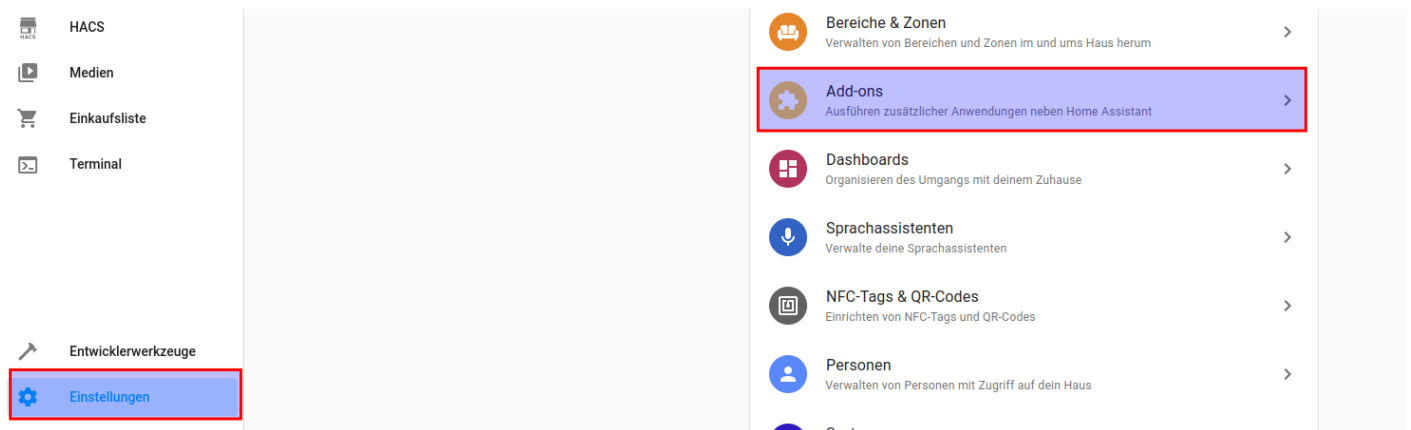 HACS
HACS
Medien
Einkaufsliste
Terminal
Entwicklerwerkzeuge
Einstellungen
Bereiche & Zonen
Verwalten von Bereichen und Zonen im und ums Haus herum
Add-ons
Ausführen zusätzlicher Anwendungen neben Home Assistant
Dashboards
Organisieren des Umgangs mit deinem Zuhause
Sprachassistenten
Verwalte deine Sprachassistenten
NFC-Tags & QR-Codes
Einrichten von NFC-Tags und QR-Codes
Personen
Verwalten von Personen mit Zugriff auf dein Haus